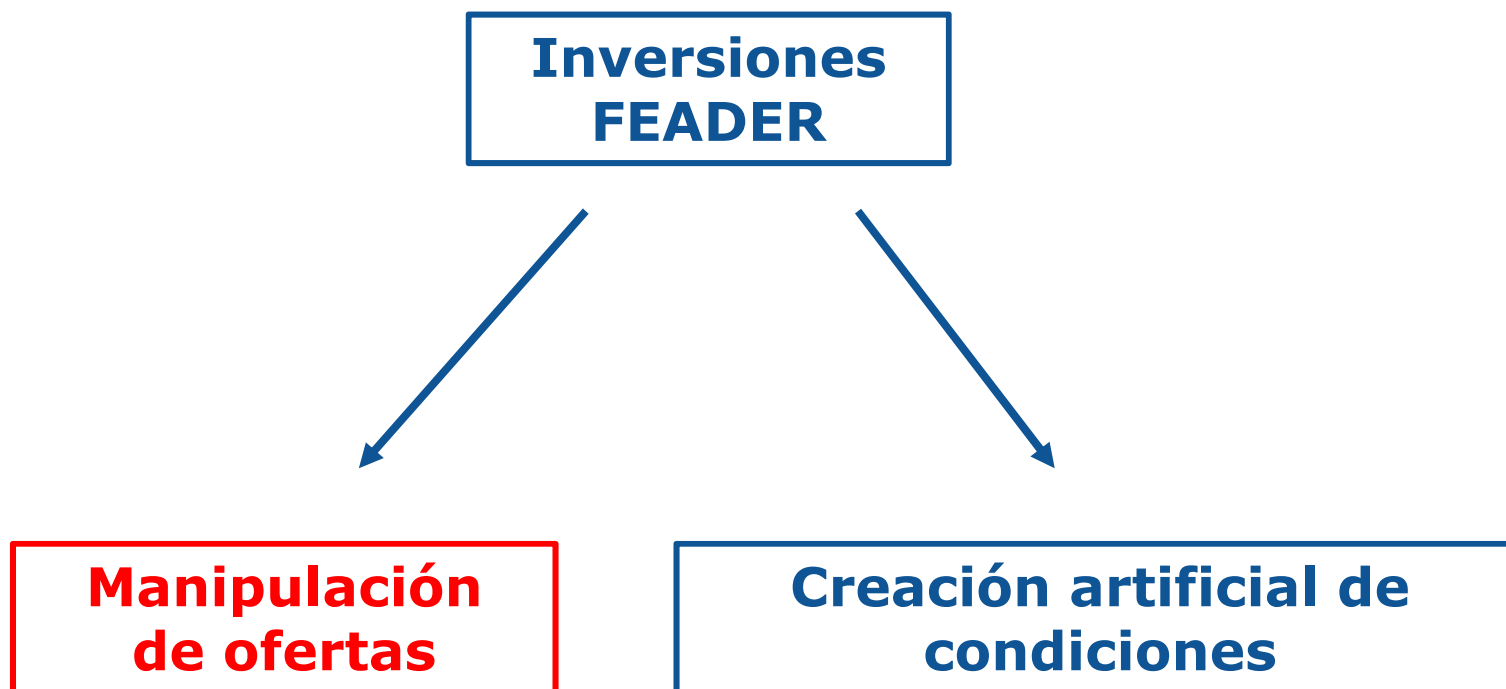 Inversiones
FEADER
Manipulación
de ofertas
Creación artificial de
condiciones